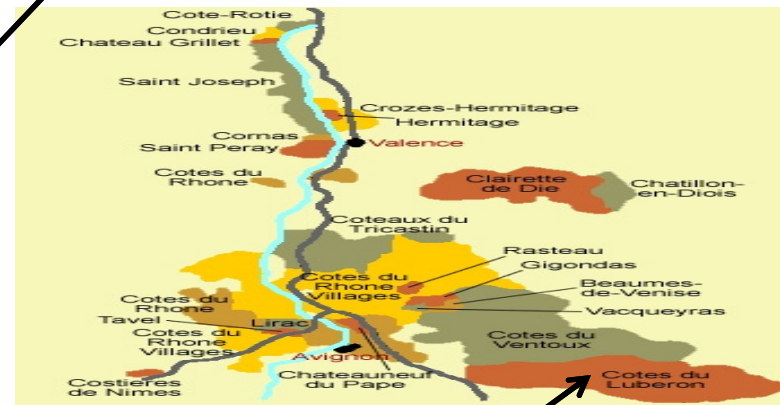 Cote-Rotie
Condrieu
Chateau Grillet
Saint Joseph
Crozes-Hermitage
Hermitage
Cornas
Saint Peray
Valence
Cotes du
Rhone
Clairette
de Die
Chatillon-
en-Diois
Coteaux du
Tricastin
Rasteau
Gigondas
Cotes du
Rhone
Villages
Beaumes-
de-Venise
Cotes du
Rhone
Tavel
Lirac
Vacqueyras
Cotes du
Rhone
Villages
Cotes du
Ventoux
Avignon
Costieres
de Nimes
Chateauneuf
du Pape
Cotes du
Luberon